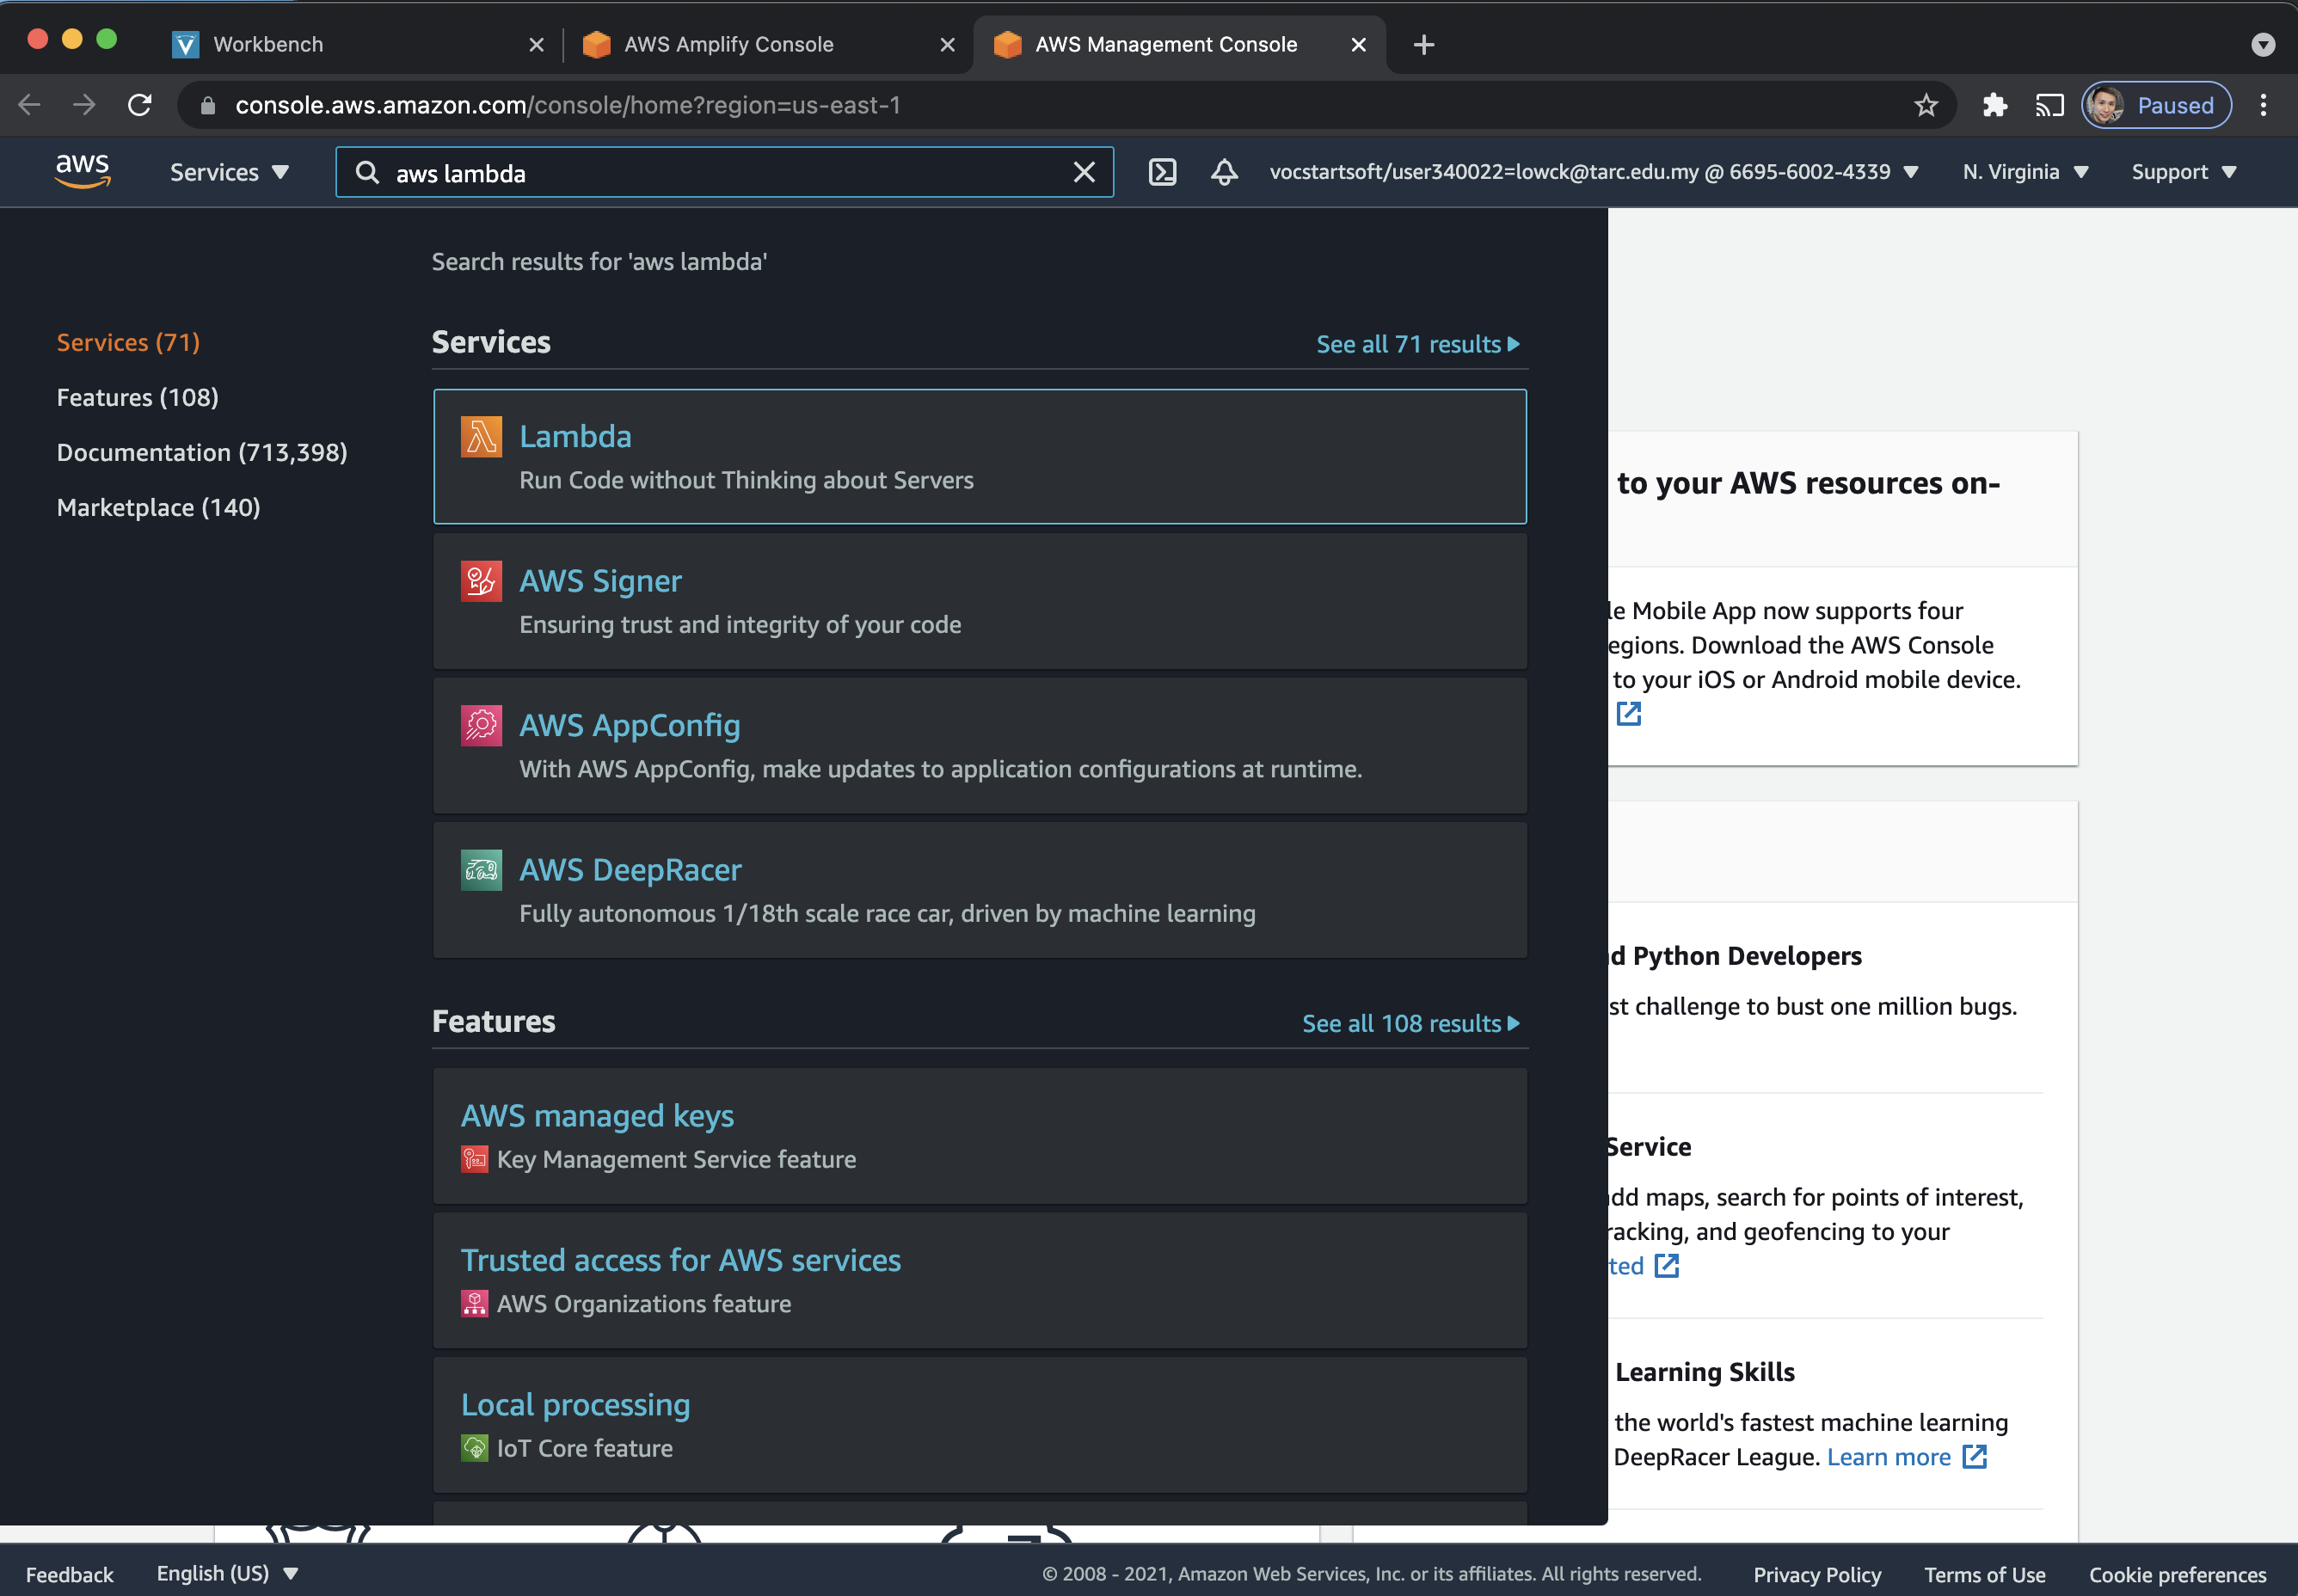 Workbench
AWS Amplify Console
AWS Management Console
console.aws.amazon.com/console/home?region=us-east-1
Paused
aws
Services
aws lambda
vocstartsoft/user340022=lowck@tarc.edu.my @ 6695-6002-4339
N. Virginia
Support
Search results for 'aws lambda'
Services (71)
Features (108)
Documentation (713,398)
Marketplace (140)
Services
See all 71 results
Lambda
Run Code without Thinking about Servers
AWS Signer
Ensuring trust and integrity of your code
AWS AppConfig
With AWS AppConfig, make updates to application configurations at runtime.
AWS DeepRacer
Fully autonomous 1/18th scale race car, driven by machine learning
Features
See all 108 results
AWS managed keys
Key Management Service feature
Trusted access for AWS services
AWS Organizations feature
Local processing
IoT Core feature
to your AWS resources on-
Mobile App now supports four
egions. Download the AWS Console
to your iOS or Android mobile device.
Python Developers
st challenge to bust one million bugs.
Service
dd maps, search for points of interest,
racking, and geofencing to your
ted
Learning Skills
the world's fastest machine learning
DeepRacer League. Learn more
Feedback
English (US)
© 2008 - 2021, Amazon Web Services, Inc. or its affiliates. All rights reserved.
Privacy Policy
Terms of Use
Cookie preferences